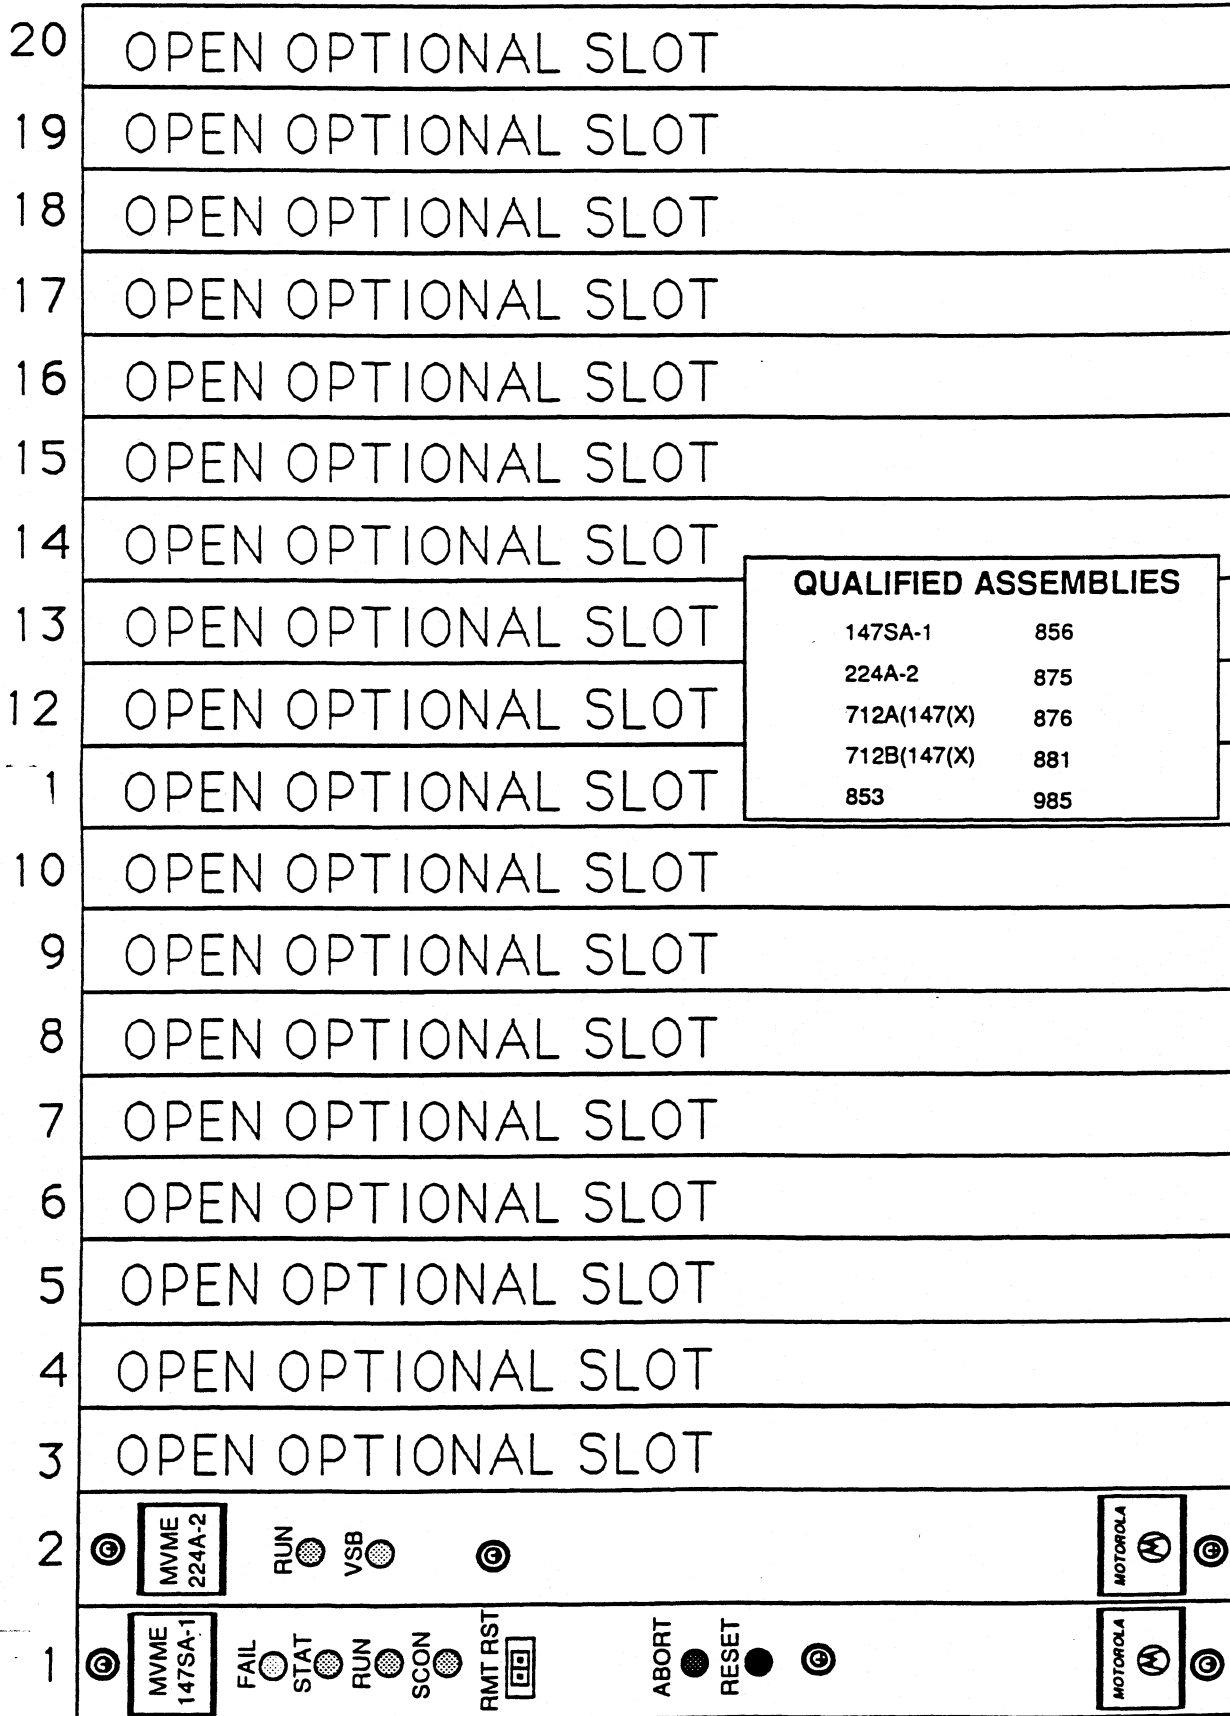 20 OPEN OPTIONAL SLOT
19 OPEN OPTIONAL SLOT
18 OPEN OPTIONAL SLOT
17 OPEN OPTIONAL SLOT
16 OPEN OPTIONAL SLOT
15 OPEN OPTIONAL SLOT
14 OPEN OPTIONAL SLOT
QUALIFIED ASSEMBLIES
147SA-1 856
224A-2 875
712A(147(X) 876
712B(147(X) 881
853 985
13 OPEN OPTIONAL SLOT
12 OPEN OPTIONAL SLOT
1 OPEN OPTIONAL SLOT
10 OPEN OPTIONAL SLOT
9 OPEN OPTIONAL SLOT
8 OPEN OPTIONAL SLOT
7 OPEN OPTIONAL SLOT
6 OPEN OPTIONAL SLOT
5 OPEN OPTIONAL SLOT
4 OPEN OPTIONAL SLOT
3 OPEN OPTIONAL SLOT
2
MVME
224A-2
RUN
VSB
MOTOROLA
1
MVME
147SA-1
FAIL
STAT
RUN
SCON
RMT RST
ABORT
RESET
MOTOROLA